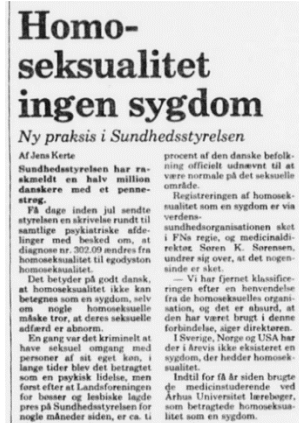 Homo-
seksualitet
ingen sygdom
Ny praksis i Sundhedsstyrelsen
Af Jens Kerte
Sundhedsstyrelsen har ra-
skmeldt en halv million
danskere med et penne-
strøg.
Få dage inden jul sendte
styrelsen en skrivelse rundt til
samtlige psykiatriske afde-
linger med besked om, at
diagnose nr. 302.09 ændres fra
homoseksualitet til egodyston
homoseksualitet.
Det betyder på godt dansk,
at homoseksualitet ikke kan
betegnes som en sygdom, selv
om nogle homoseksuelle
måske tror, at deres seksuelle
adfærd er abnorm.
En gang var det kriminelt at
have seksuel omgang med
personer af sit eget køn, i
lange tider blev det betragtet
som en psykisk lidelse, men
først efter at Landsforeningen
for bøsser og lesbiske lagde
pres på Sundhedsstyrelsen for
nogle måneder siden, er ca. ti
procent af den danske befolk-
ning officielt udnævnt til at
være normale på det seksuelle
område.
Registreringen af homosek-
sualitet som en sygdom er via
verdens-
sundhedsorganisationen sket
i FNs regie, og medicinaldi-
rektør Søren K. Sørensen,
undrer sig over, at det nogen-
sinde er sket.
— Vi har fjernet klassifice-
ringen efter en henvendelse
fra de homoseksuelles organi-
sation, og det er absurd, at
den har været brugt i denne
forbindelse, siger direktøren.
I Sverige, Norge og USA har
der i årevis ikke eksisteret en
sygdom, der hedder homosek-
sualitet.
Indtil for få år siden brugte
de medicinstuderende ved
Århus Universitet lærebøger,
som betragtede homoseksua-
litet som en sygdom.